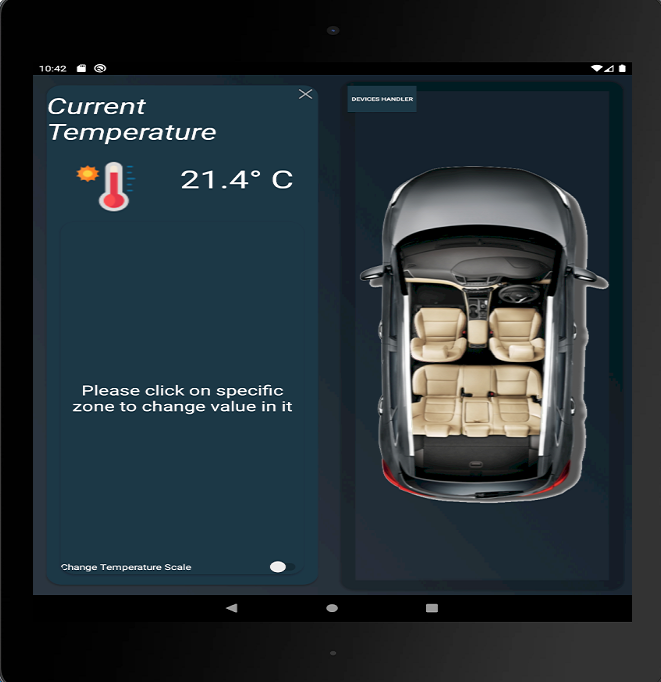 10:42
Current
Temperature
21.4° C
Please click on specific
zone to change value in it
Change Temperature Scale
DEVICES HANDLER